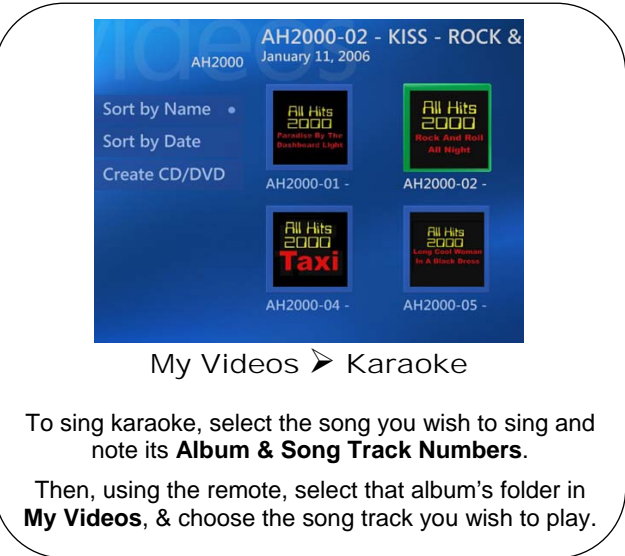 Videos
AH2000-02 - KISS - ROCK &
AH2000
January 11, 2006
Sort by Name
Sort by Date
Create CD/DVD
All Hits
2000
Paradise By The
Dashboard Light
AH2000-01 -
All Hits
2000
Rock And Roll
All Night
AH2000-02 -
All Hits
2000
Taxi
AH2000-04 -
All Hits
2000
Long Cool Woman
In A Black Dress
AH2000-05 -
My Videos ➢ Karaoke
To sing karaoke, select the song you wish to sing and
note its Album & Song Track Numbers.
Then, using the remote, select that album’s folder in
My Videos, & choose the song track you wish to play.